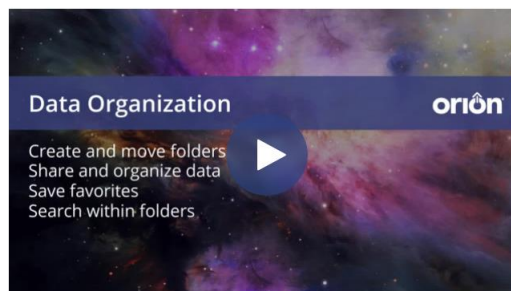 Data Organization
orion
Create and move folders
Share and organize data
Save favorites
Search within folders